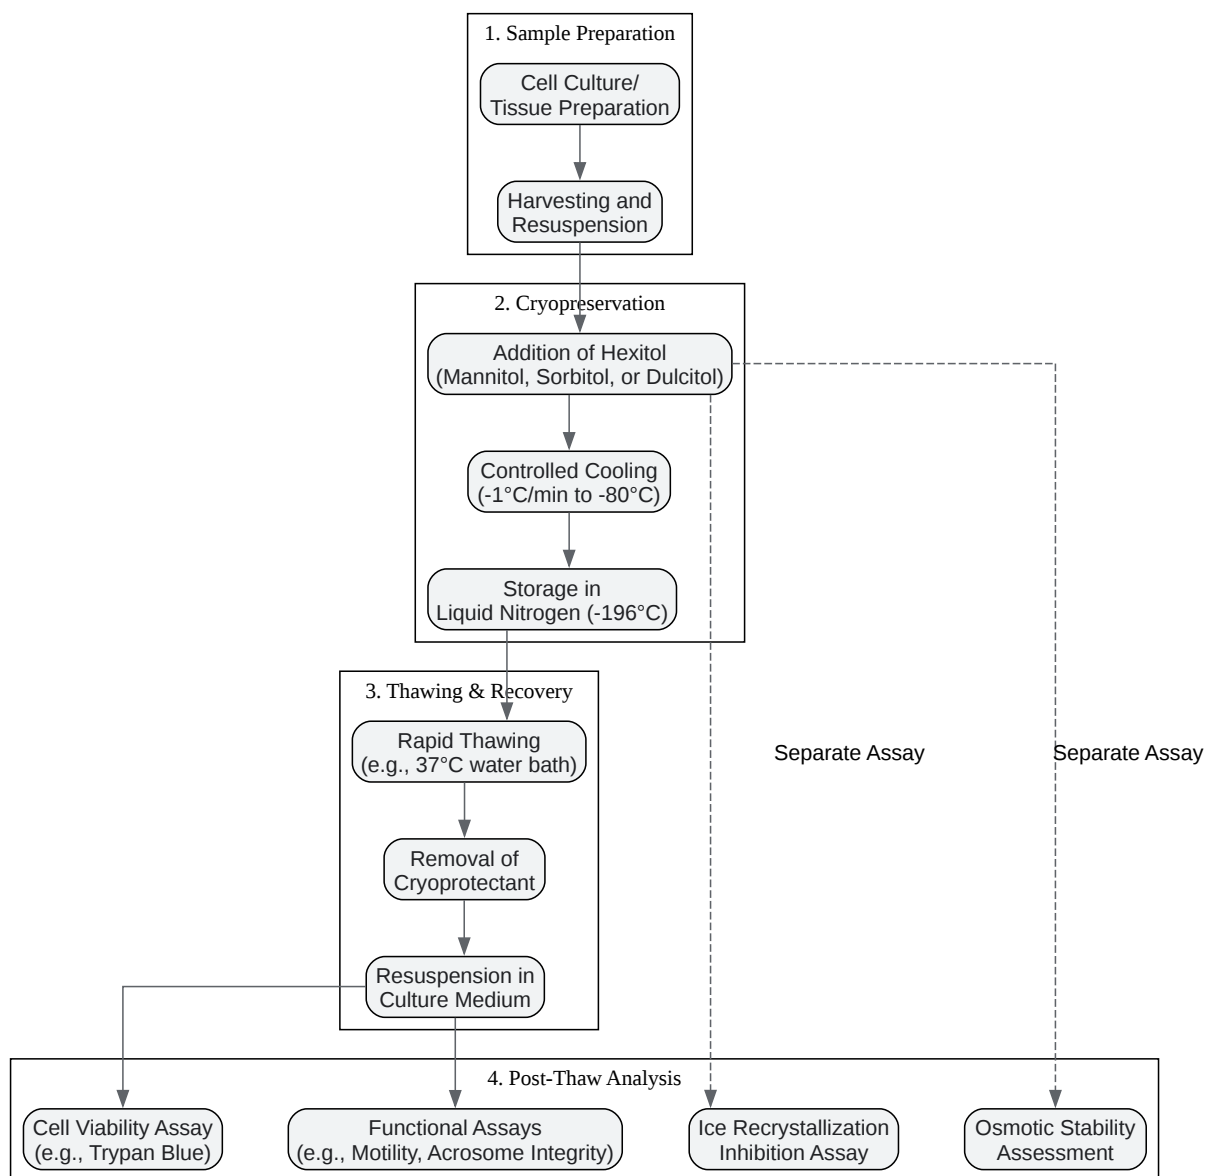 1. Sample Preparation
Cell Culture/
Tissue Preparation
Harvesting and
Resuspension
2. Cryopreservation
Addition of Hexitol
(Mannitol, Sorbitol, or Dulcitol)
Controlled Cooling
(-1°C/min to -80°C)
Storage in
Liquid Nitrogen (-196°C)
3. Thawing & Recovery
Rapid Thawing
(e.g., 37°C water bath)
Separate Assay
Separate Assay
Removal of
Cryoprotectant
Resuspension in
Culture Medium
4. Post-Thaw Analysis
Cell Viability Assay
(e.g., Trypan Blue)
Functional Assays
(e.g., Motility, Acrosome Integrity)
Ice Recrystallization
Inhibition Assay
Osmotic Stability
Assessment